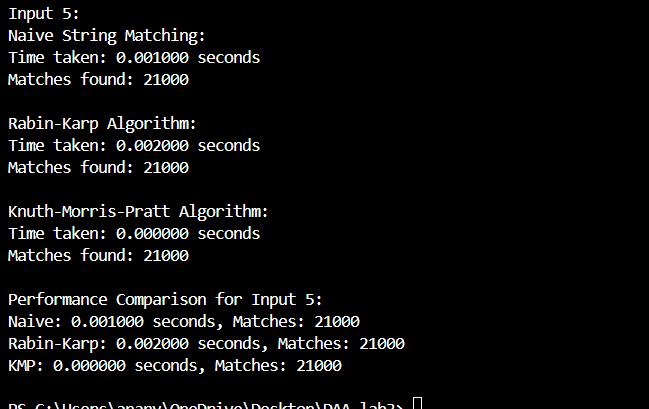 Input 5:
Naive String Matching:
Time taken: 0.001000 seconds
Matches found: 21000

Rabin-Karp Algorithm:
Time taken: 0.002000 seconds
Matches found: 21000

Knuth-Morris-Pratt Algorithm:
Time taken: 0.000000 seconds
Matches found: 21000

Performance Comparison for Input 5:
Naive: 0.001000 seconds, Matches: 21000
Rabin-Karp: 0.002000 seconds, Matches: 21000
KMP: 0.000000 seconds, Matches: 21000

PS C:\Users\anany\OneDrive\Desktop\DAA lab2>